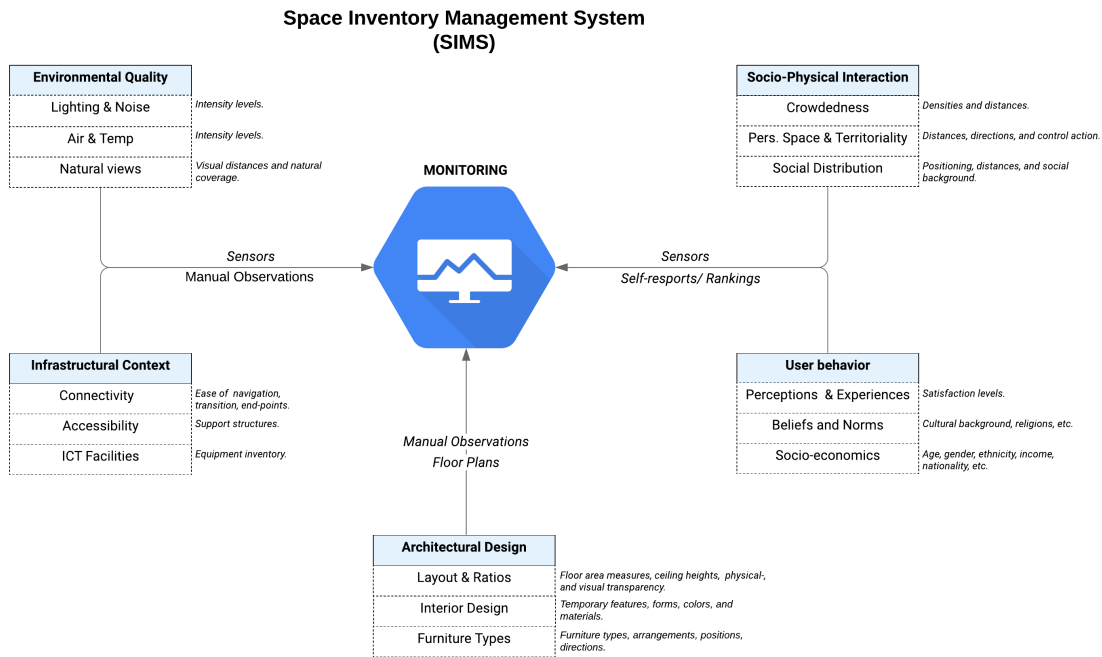 Space Inventory Management System
(SIMS)
Environmental Quality
Lighting & Noise
Intensity levels.
Air & Temp
Intensity levels.
Natural views
Visual distances and natural
coverage.
Socio-Physical Interaction
Crowdedness
Densities and distances.
Pers. Space & Territoriality
Distances, directions, and control action.
Social Distribution
Positioning, distances, and social
background.
MONITORING
Sensors
Manual Observations
Sensors
Self-resports/ Rankings
Infrastructural Context
Connectivity
Ease of navigation,
transition, end-points.
Accessibility
Support structures.
ICT Facilities
Equipment inventory.
User behavior
Perceptions & Experiences
Satisfaction levels.
Beliefs and Norms
Cultural background, religions, etc.
Socio-economics
Age, gender, ethnicity, income,
nationality, etc.
Manual Observations
Floor Plans
Architectural Design
Layout & Ratios
Floor area measures, ceiling heights, physical-,
and visual transparency.
Interior Design
Temporary features, forms, colors, and
materials.
Furniture Types
Furniture types, arrangements, positions,
directions.